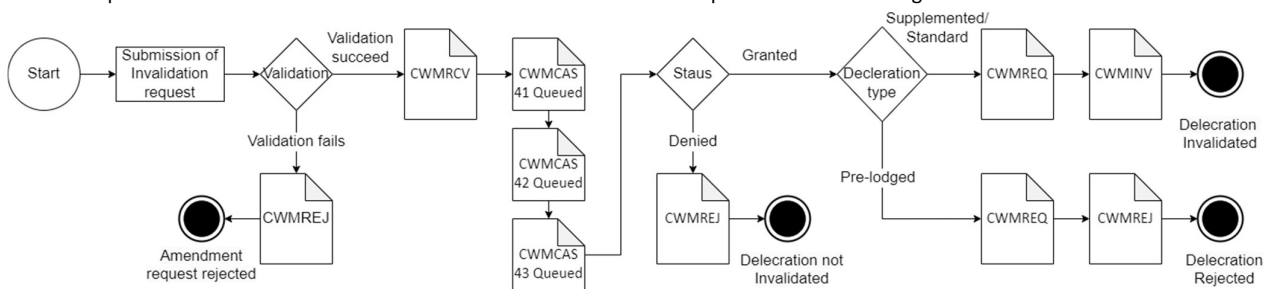 Start
Submission of
Invalidation
request
Validation
Validation
succeed
Validation fails
CWMREJ
Amendment
request rejected
CWMRCV
CWMCAS
41 Queued
CWMCAS
42 Queued
CWMCAS
43 Queued
Staus
Granted
Denied
CWMREJ
Delecration not
Invalidated
Decleration
type
Supplemented/
Standard
CWMREQ
CWMINV
Delecration
Invalidated
Pre-lodged
CWMREQ
CWMREJ
Delecration
Rejected